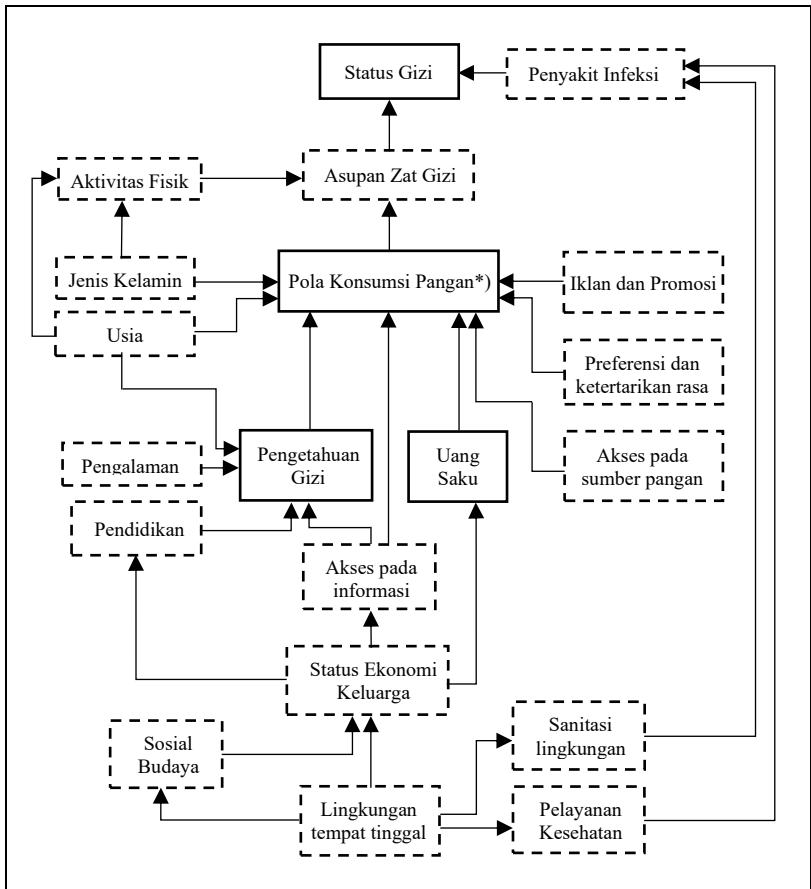 Status Gizi
Penyakit Infeksi
Aktivitas Fisik
Asupan Zat Gizi
Jenis Kelamin
Pola Konsumsi Pangan*)
Iklan dan Promosi
Usia
Preferensi dan
ketertarikan rasa
Pengalaman
Pengetahuan
Gizi
Uang
Saku
Akses pada
sumber pangan
Pendidikan
Akses pada
informasi
Status Ekonomi
Keluarga
Sosial
Budaya
Sanitasi
lingkungan
Lingkungan
tempat tinggal
Pelayanan
Kesehatan